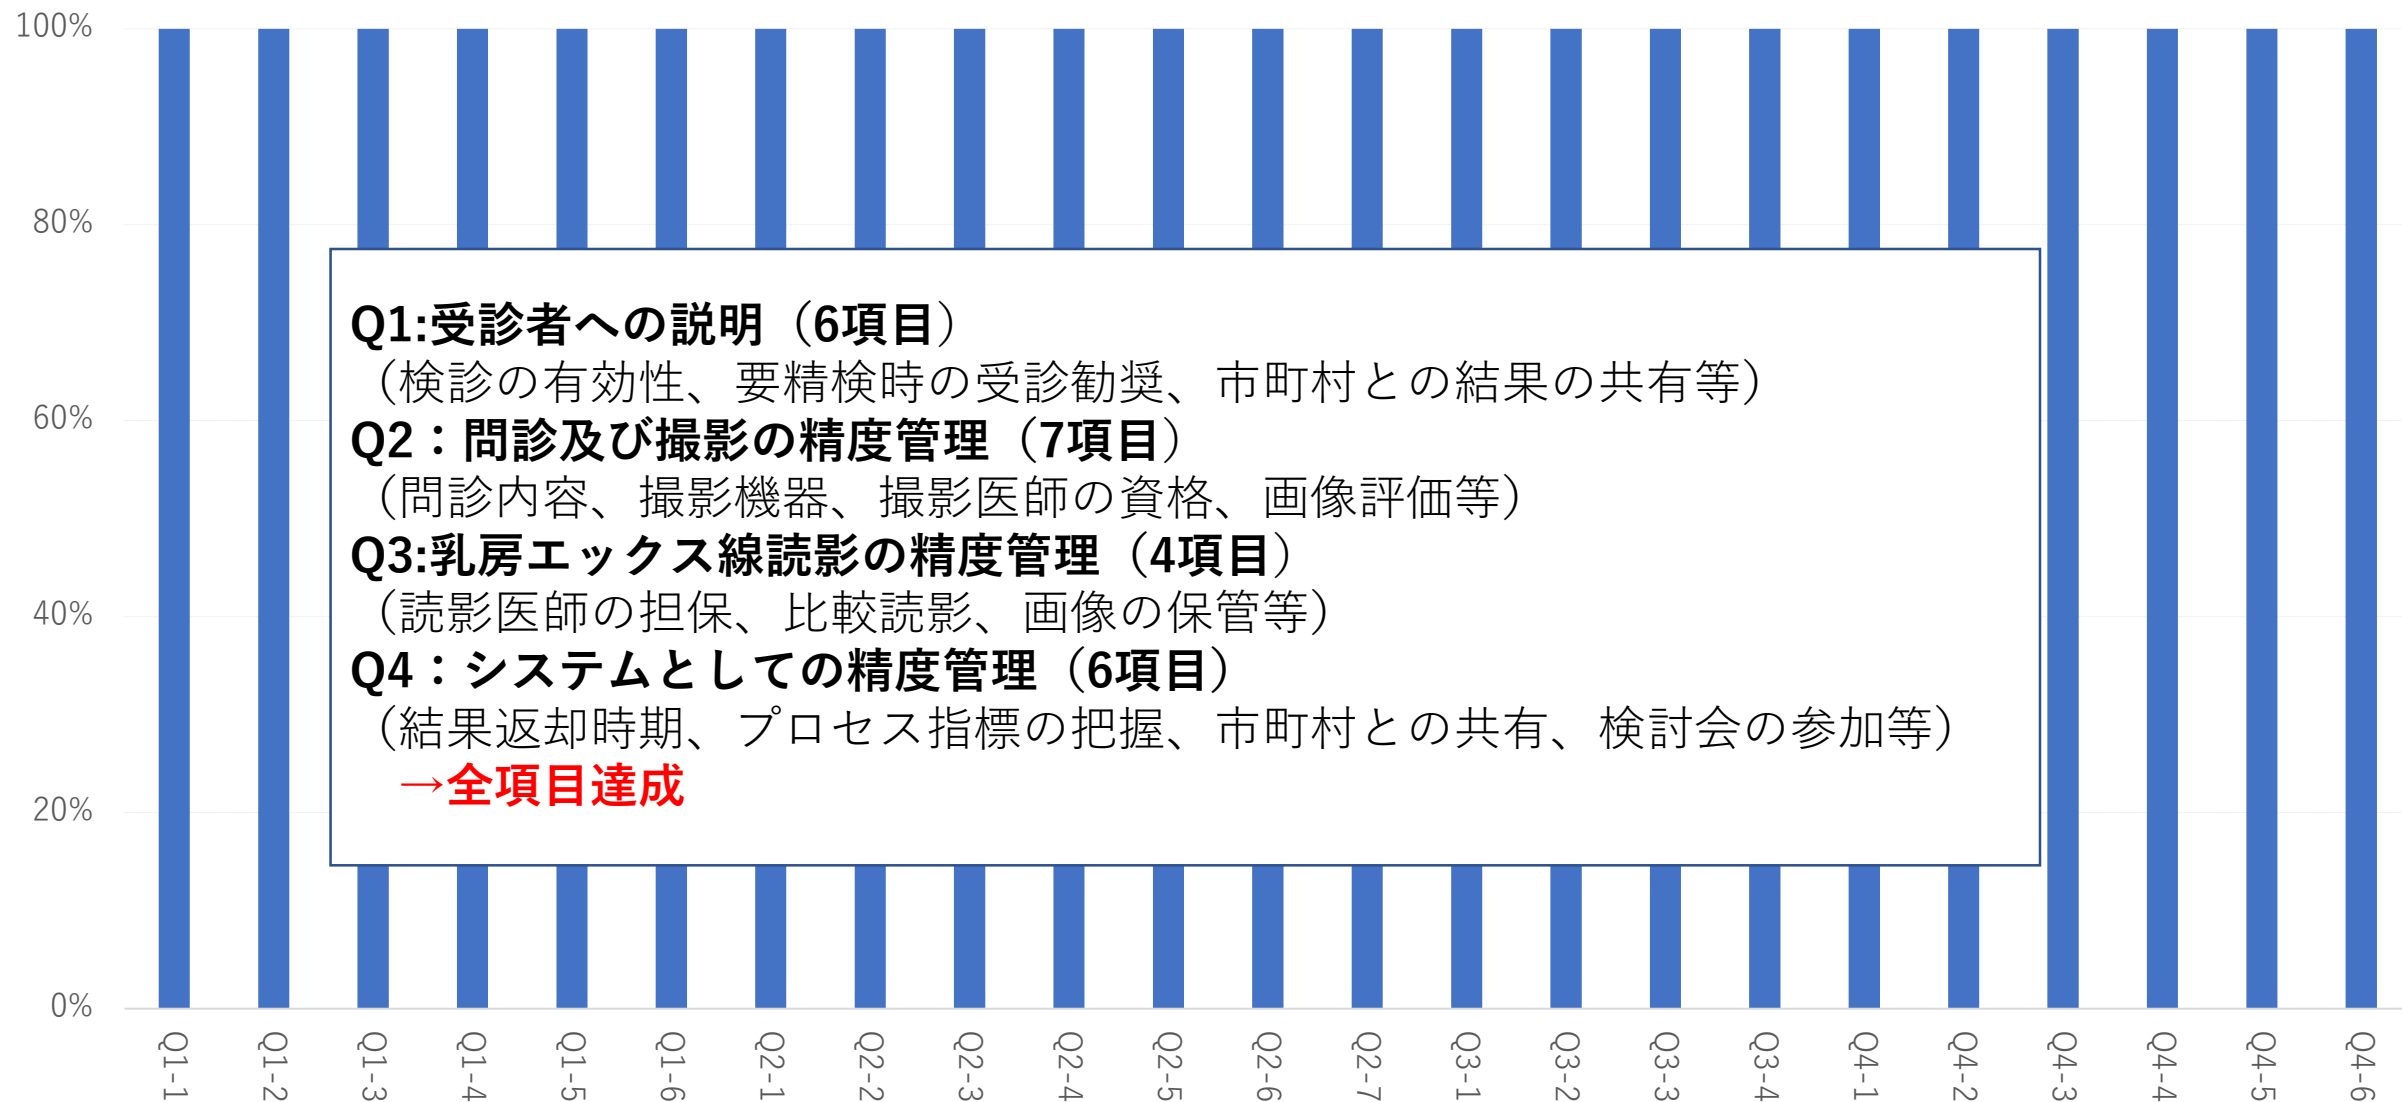 100%
80%
60%
40%
20%
0%
Q1:受診者への説明（6項目）
（検診の有効性、要精検時の受診勧奨、市町村との結果の共有等）
Q2：問診及び撮影の精度管理（7項目）
（問診内容、撮影機器、撮影医師の資格、画像評価等）
Q3:乳房エックス線読影の精度管理（4項目）
（読影医師の担保、比較読影、画像の保管等）
Q4：システムとしての精度管理（6項目）
（結果返却時期、プロセス指標の把握、市町村との共有、検討会の参加等）
→全項目達成
Q1-1
Q1-2
Q1-3
Q1-4
Q1-5
Q1-6
Q2-1
Q2-2
Q2-3
Q2-4
Q2-5
Q2-6
Q2-7
Q3-1
Q3-2
Q3-3
Q3-4
Q4-1
Q4-2
Q4-3
Q4-4
Q4-5
Q4-6